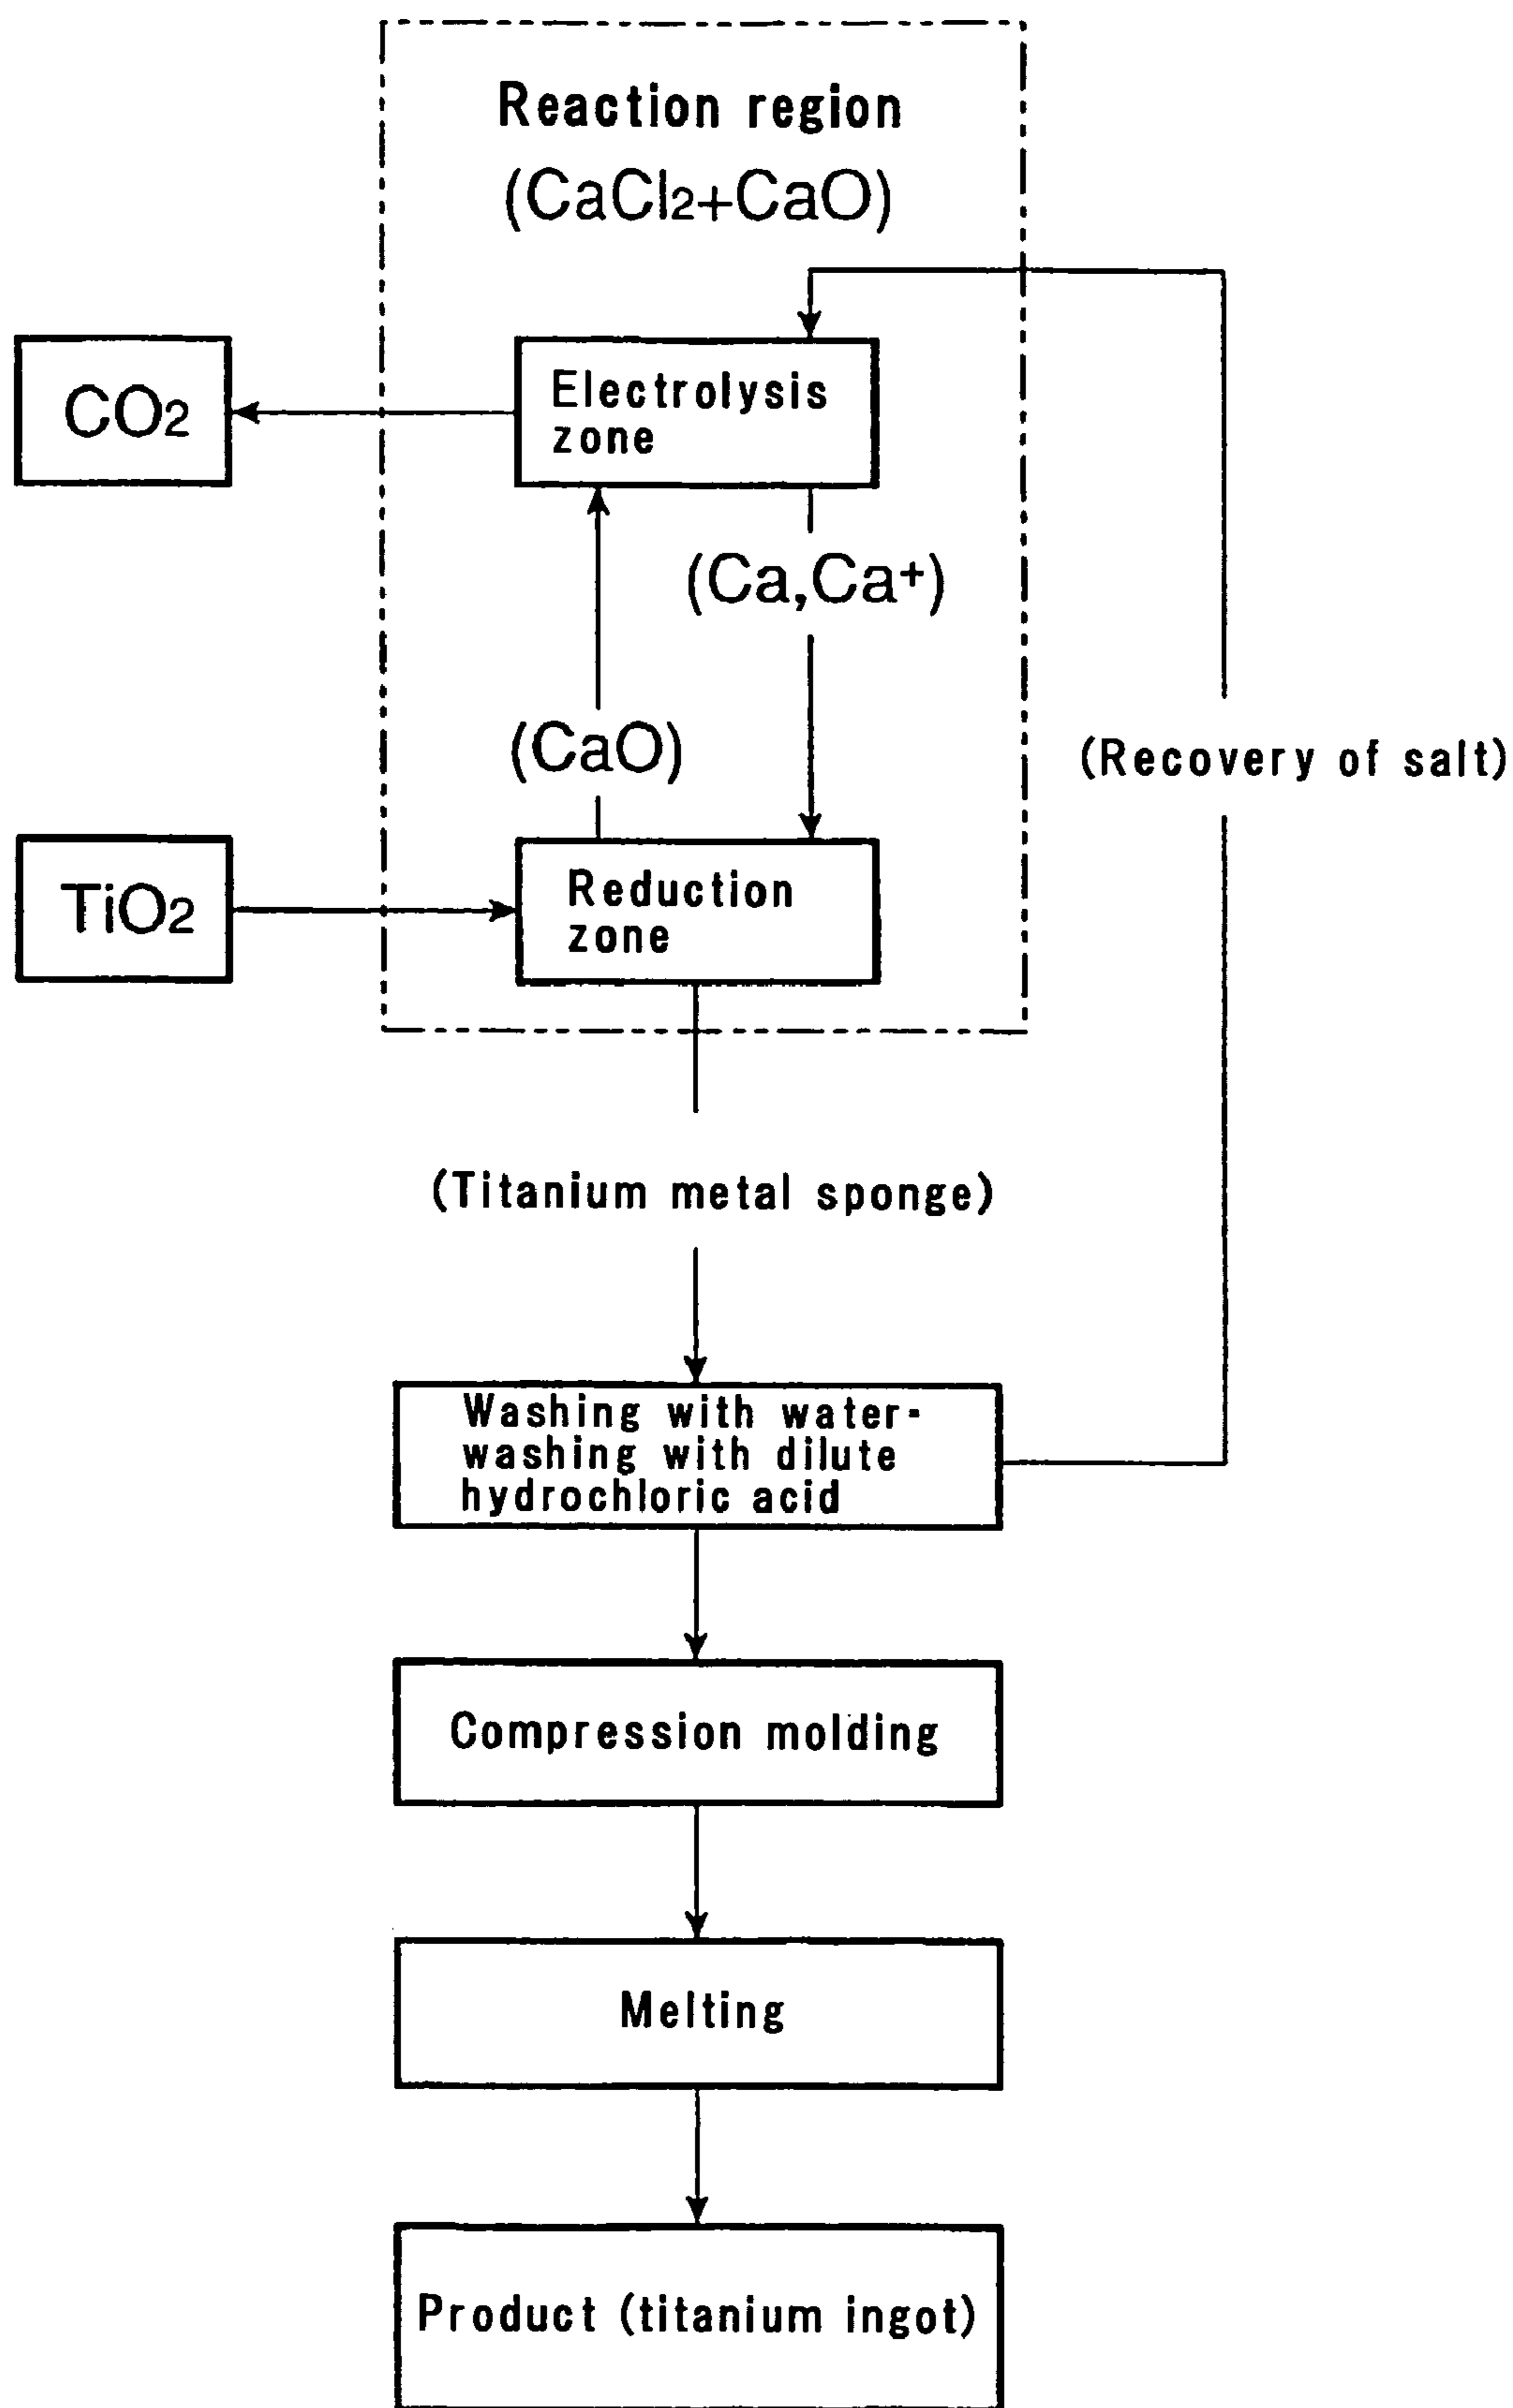 Reaction region
(CaCl2+CaO)
CO2
Electrolysis
zone
(Ca,Ca+)
(CaO)
(Recovery of salt)
TiO2
Reduction
zone
(Titanium metal sponge)
Washing with water-
washing with dilute
hydrochloric acid
Compression molding
Melting
Product (titanium ingot)